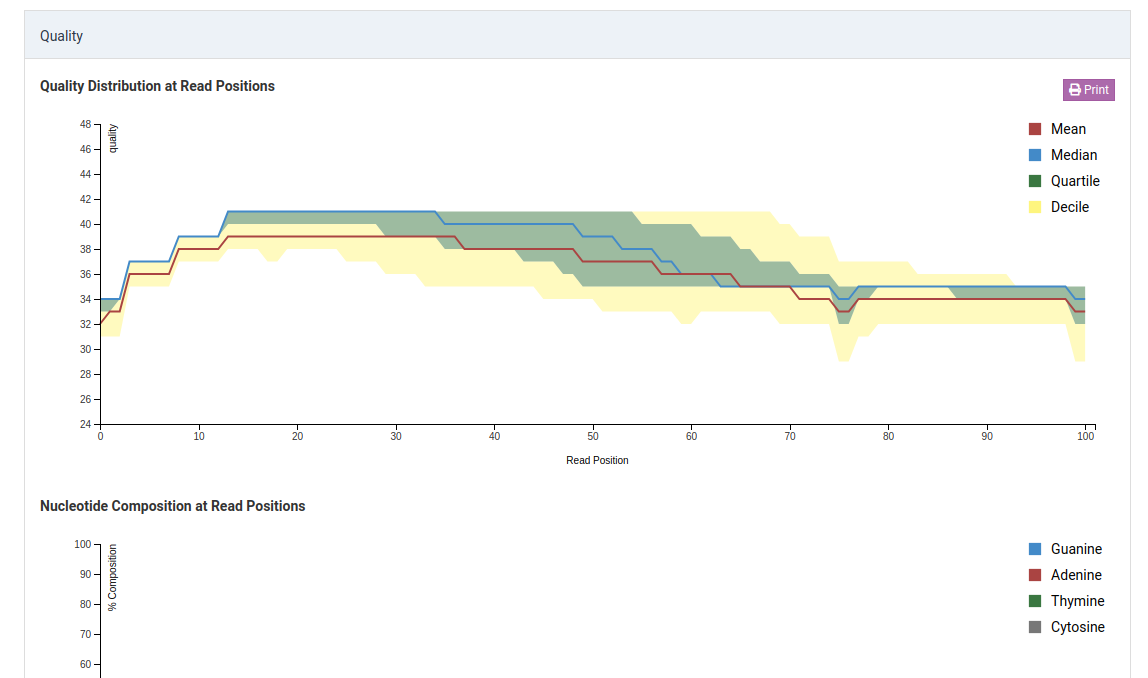 Quality
Quality Distribution at Read Positions
Print
quality
48
46
44
42
40
38
36
34
32
30
28
26
24
0 10 20 30 40 50 60 70 80 90 100
Read Position
Mean
Median
Quartile
Decile
Nucleotide Composition at Read Positions
% Composition
100
90
80
70
60
Guanine
Adenine
Thymine
Cytosine